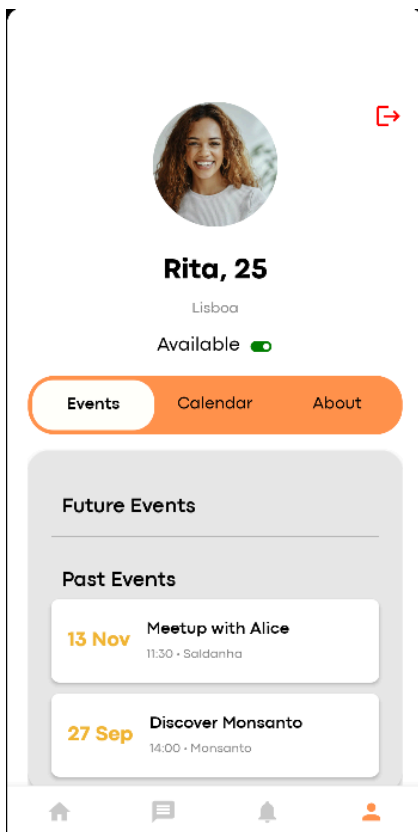 Rita, 25
Lisboa
Available
Events Calendar About
Future Events
Past Events
13 Nov
Meetup with Alice
11:30 • Saldanha
27 Sep
Discover Monsanto
14:00 • Monsanto